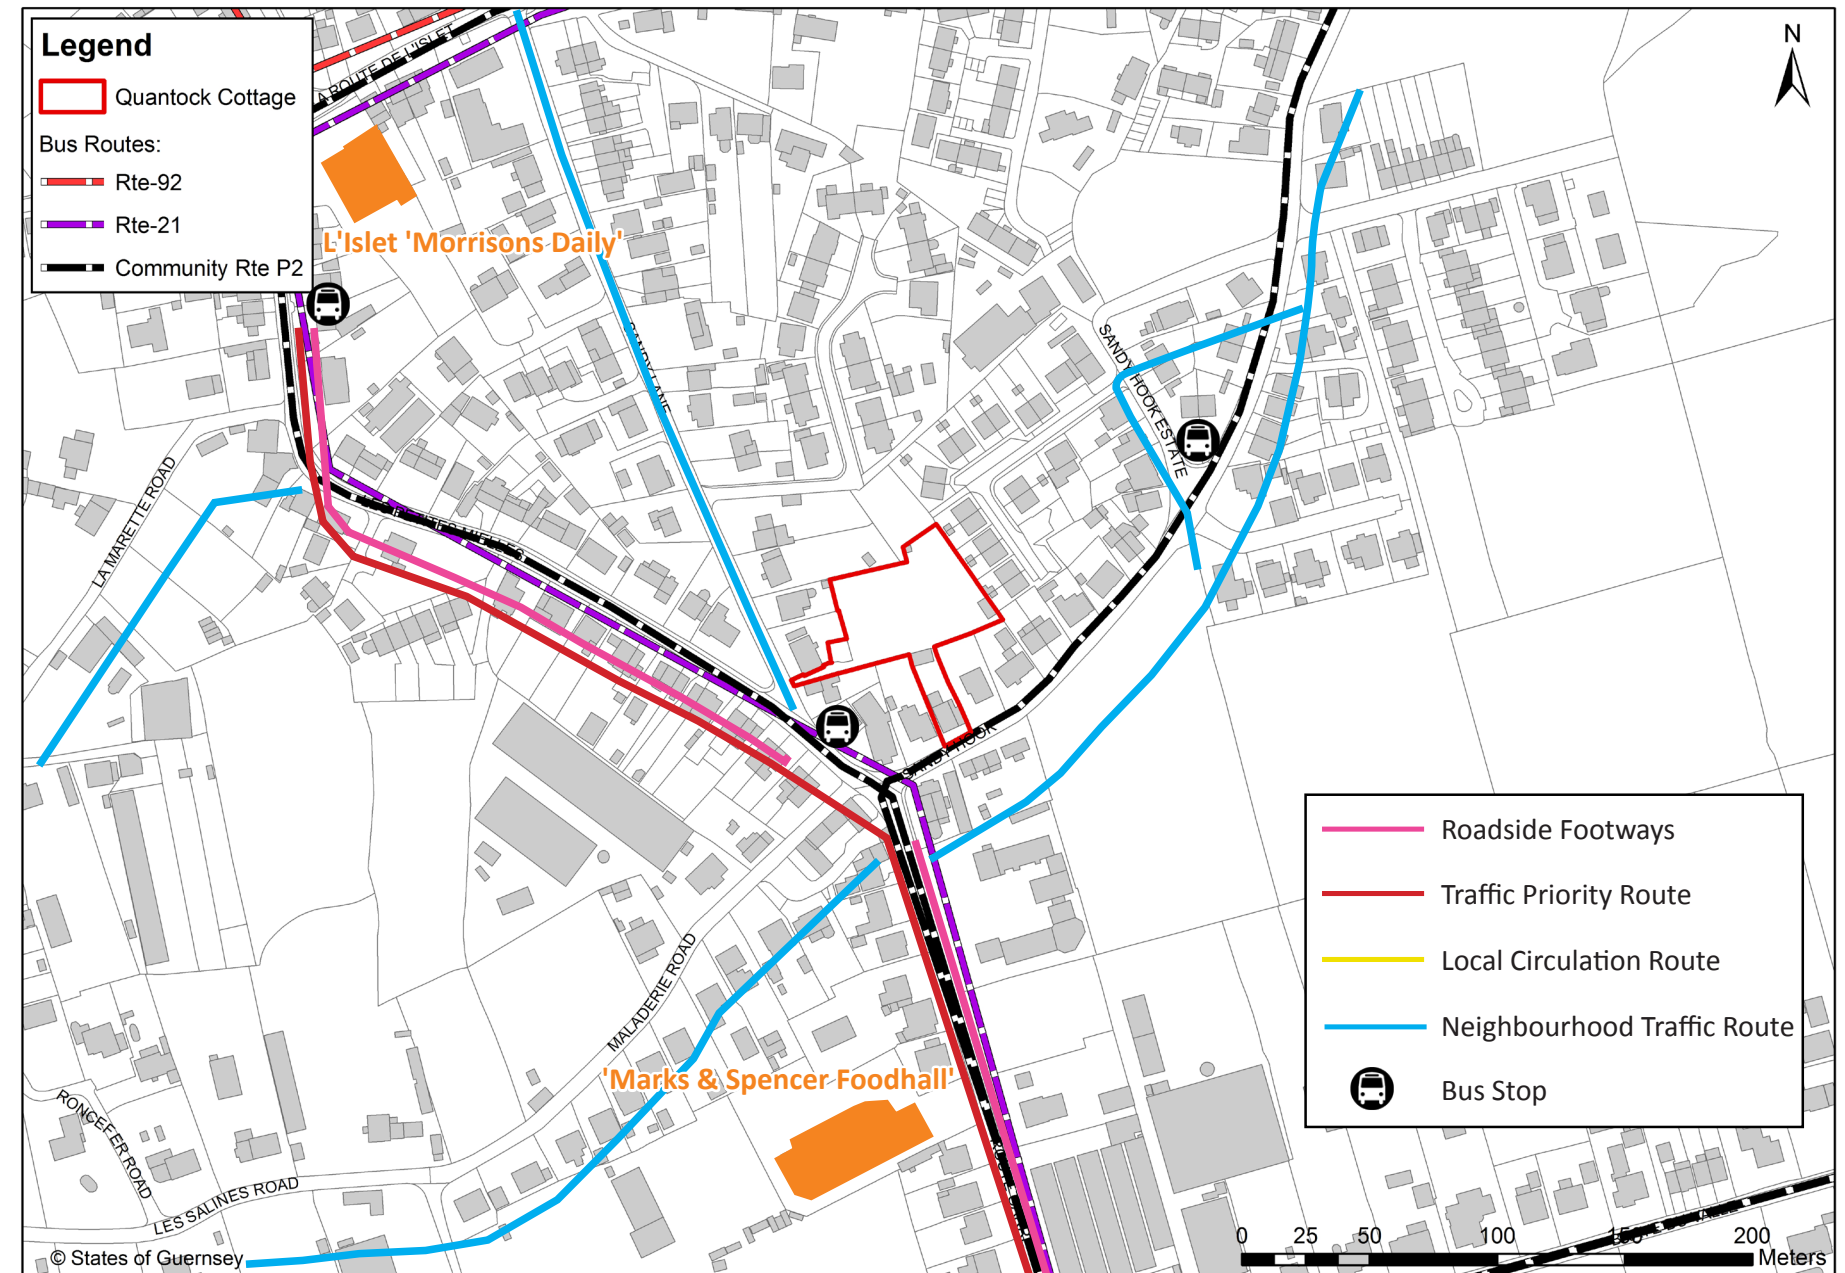 Legend
Quantock Cottage
Bus Routes:
Rte-92
Rte-21
Community Rte P2
N
A ROUTE DE L'ISLET
L'Islet 'Morrisons Daily'
SANDY LANE
SANDY HOOK ESTATE
LA MARETTE ROAD
LES PETITES MIELLES
SANDY HOOK
MALADERIE ROAD
'Marks & Spencer Foodhall'
RONCEFER ROAD
LES SALINES ROAD
© States of Guernsey
Roadside Footways
Traffic Priority Route
Local Circulation Route
Neighbourhood Traffic Route
Bus Stop
0 25 50 100 150 200
Meters